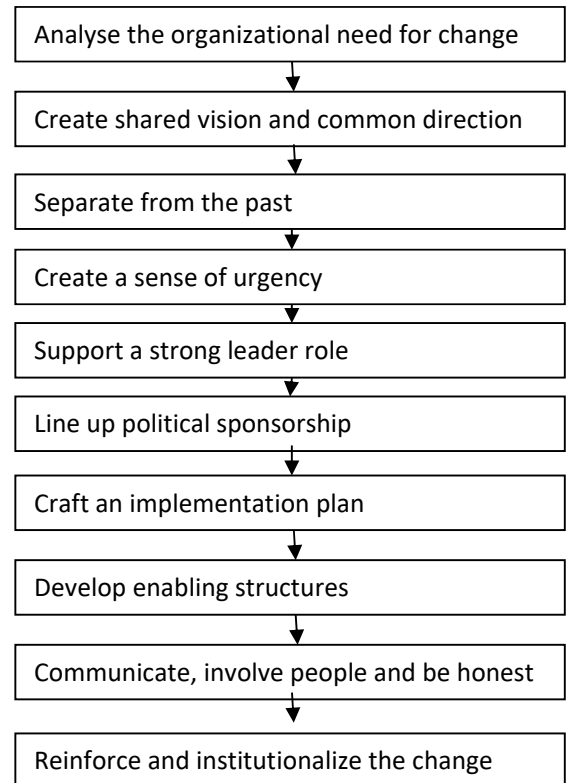 Analyse the organizational need for change
Create shared vision and common direction
Separate from the past
Create a sense of urgency
Support a strong leader role
Line up political sponsorship
Craft an implementation plan
Develop enabling structures
Communicate, involve people and be honest
Reinforce and institutionalize the change